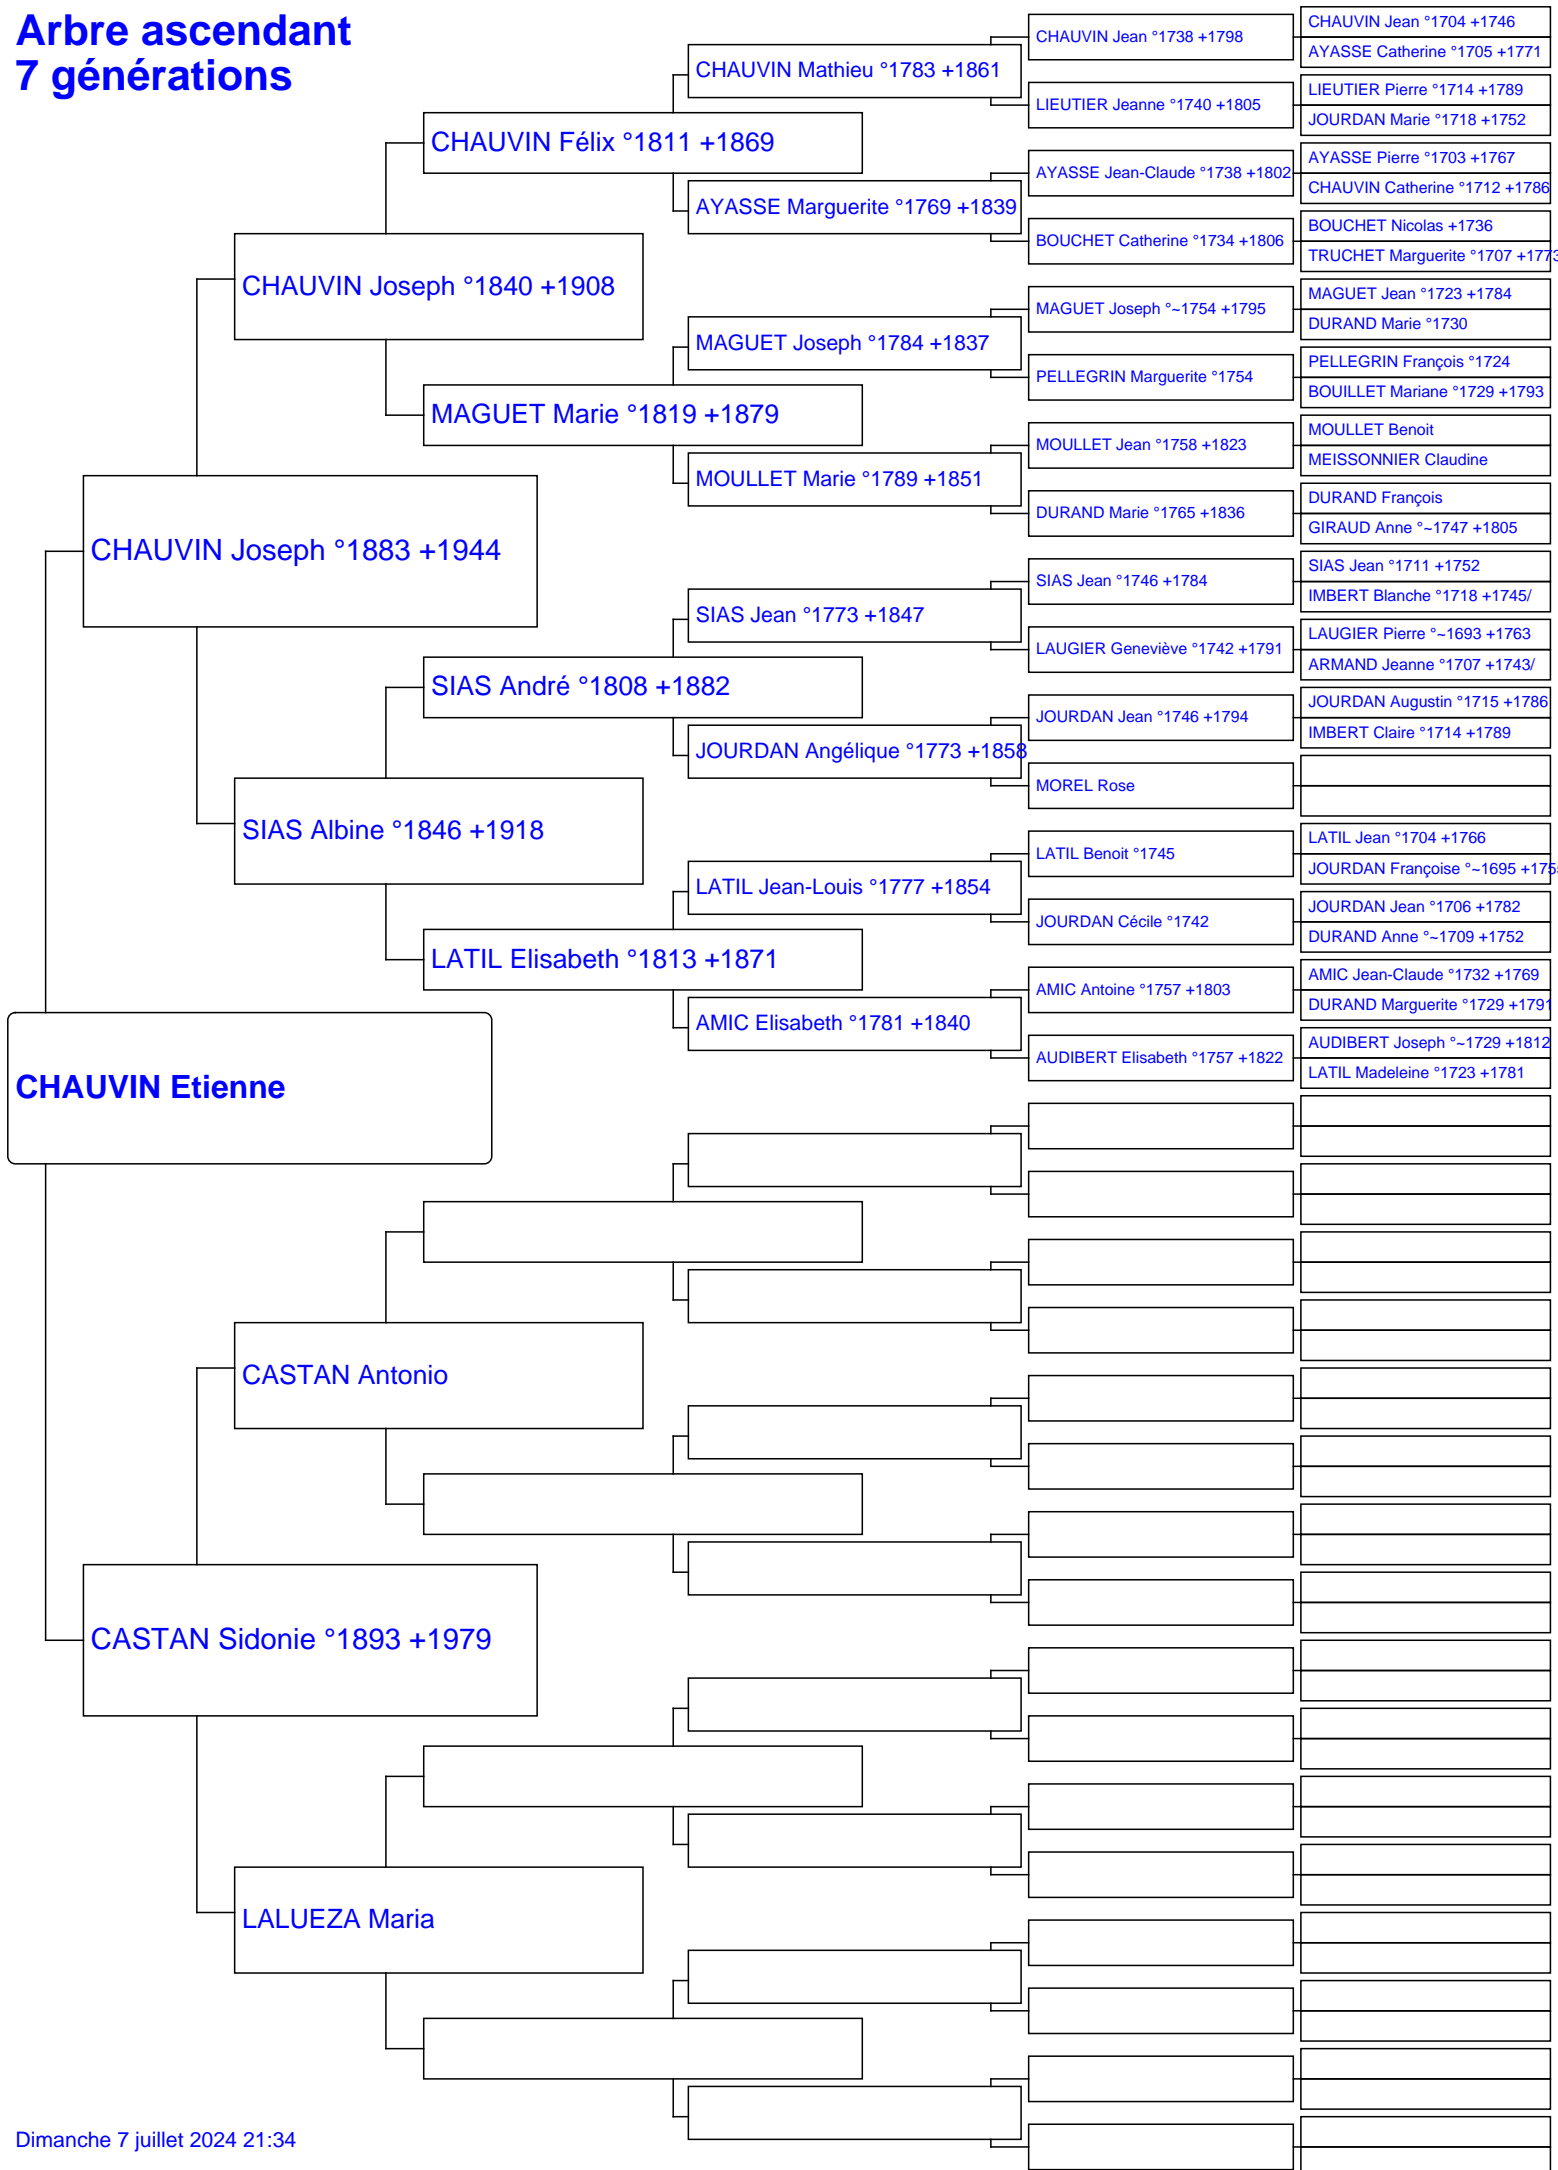 Arbre ascendant
7 générations
CHAUVIN Etienne
CHAUVIN Joseph °1883 +1944
CASTAN Sidonie °1893 +1979
CHAUVIN Joseph °1840 +1908
SIAS Albine °1846 +1918
CASTAN Antonio
LALUEZA Maria
CHAUVIN Félix °1811 +1869
MAGUET Marie °1819 +1879
SIAS André °1808 +1882
LATIL Elisabeth °1813 +1871
CHAUVIN Mathieu °1783 +1861
AYASSE Marguerite °1769 +1839
MAGUET Joseph °1784 +1837
MOULLET Marie °1789 +1851
SIAS Jean °1773 +1847
JOURDAN Angélique °1773 +1858
LATIL Jean-Louis °1777 +1854
AMIC Elisabeth °1781 +1840
CHAUVIN Jean °1738 +1798
LIEUTIER Jeanne °1740 +1805
AYASSE Jean-Claude °1738 +1802
BOUCHET Catherine °1734 +1806
MAGUET Joseph °~1754 +1795
PELLEGRIN Marguerite °1754
MOULLET Jean °1758 +1823
DURAND Marie °1765 +1836
SIAS Jean °1746 +1784
LAUGIER Geneviève °1742 +1791
JOURDAN Jean °1746 +1794
MOREL Rose
LATIL Benoit °1745
JOURDAN Cécile °1742
AMIC Antoine °1757 +1803
AUDIBERT Elisabeth °1757 +1822
CHAUVIN Jean °1704 +1746
AYASSE Catherine °1705 +1771
LIEUTIER Pierre °1714 +1789
JOURDAN Marie °1718 +1752
AYASSE Pierre °1703 +1767
CHAUVIN Catherine °1712 +1786
BOUCHET Nicolas +1736
TRUCHET Marguerite °1707 +1773
MAGUET Jean °1723 +1784
DURAND Marie °1730
PELLEGRIN François °1724
BOUILLET Mariane °1729 +1793
MOULLET Benoit
MEISSONNIER Claudine
DURAND François
GIRAUD Anne °~1747 +1805
SIAS Jean °1711 +1752
IMBERT Blanche °1718 +1745/
LAUGIER Pierre °~1693 +1763
ARMAND Jeanne °1707 +1743/
JOURDAN Augustin °1715 +1786
IMBERT Claire °1714 +1789
LATIL Jean °1704 +1766
JOURDAN Françoise °~1695 +1755
JOURDAN Jean °1706 +1782
DURAND Anne °~1709 +1752
AMIC Jean-Claude °1732 +1769
DURAND Marguerite °1729 +1791
AUDIBERT Joseph °~1729 +1812
LATIL Madeleine °1723 +1781
Dimanche 7 juillet 2024 21:34